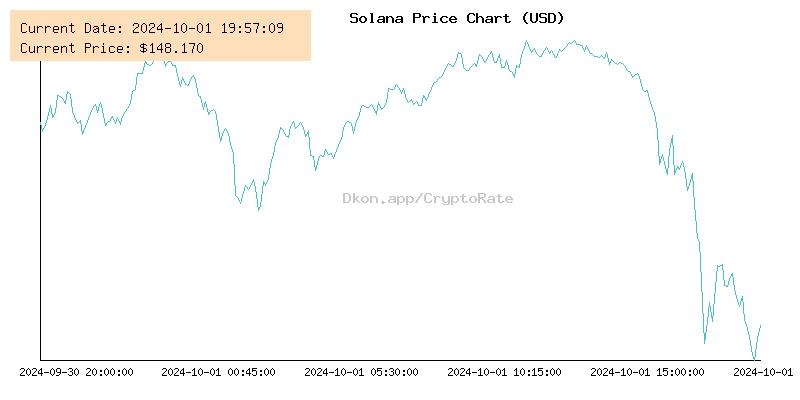 Solana Price Chart (USD)
Current Date: 2024-10-01 19:57:09
Current Price: $148.170
Dkon.app/CryptoRate
2024-09-30 20:00:00 2024-10-01 00:45:00 2024-10-01 05:30:00 2024-10-01 10:15:00 2024-10-01 15:00:00 2024-10-01